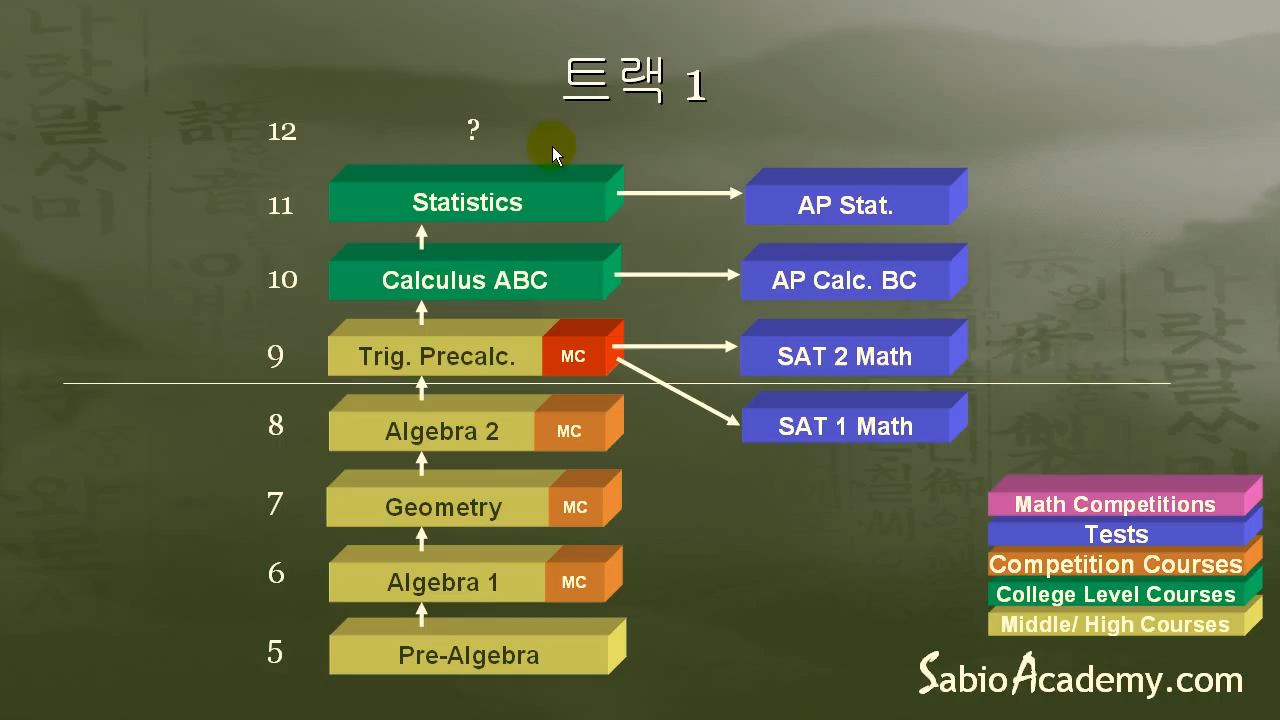 트랙 1
12 ?
11 Statistics AP Stat.
10 Calculus ABC AP Calc. BC
9 Trig. Precalc. MC SAT 2 Math
8 Algebra 2 MC SAT 1 Math
7 Geometry MC
6 Algebra 1 MC
5 Pre-Algebra
Math Competitions
Tests
Competition Courses
College Level Courses
Middle/ High Courses
SabioAcademy.com